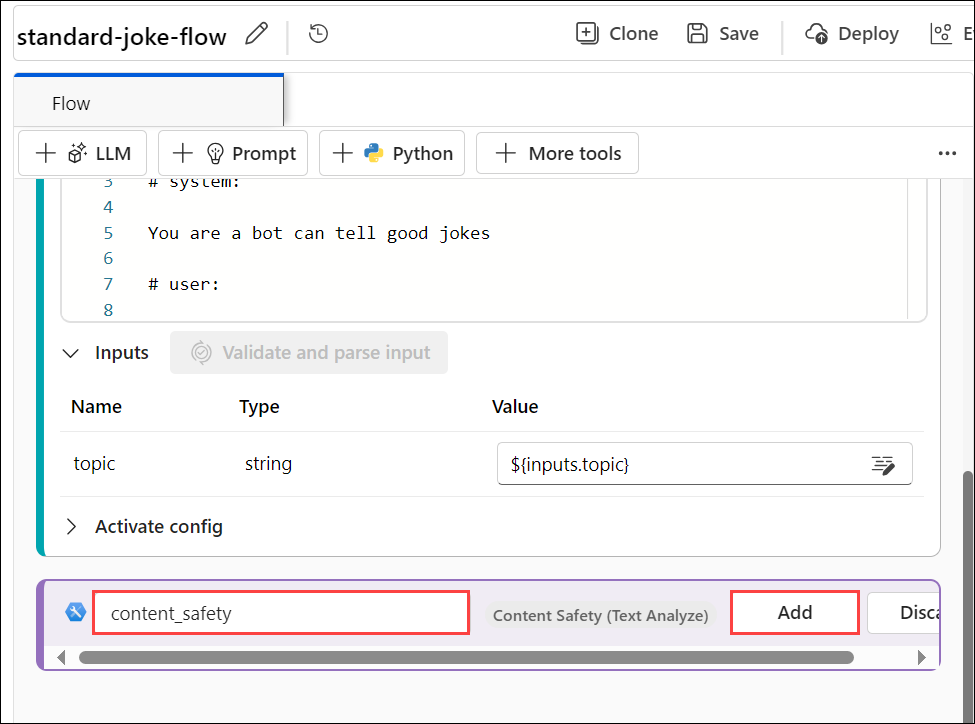 standard-joke-flow Clone Save Deploy E
Flow
LLM Prompt Python More tools ...
3 # system:
4
5 You are a bot can tell good jokes
6
7 # user:
8
Inputs Validate and parse input
Name Type Value
topic string ${inputs.topic}
Activate config
content_safety Content Safety (Text Analyze) Add Disca